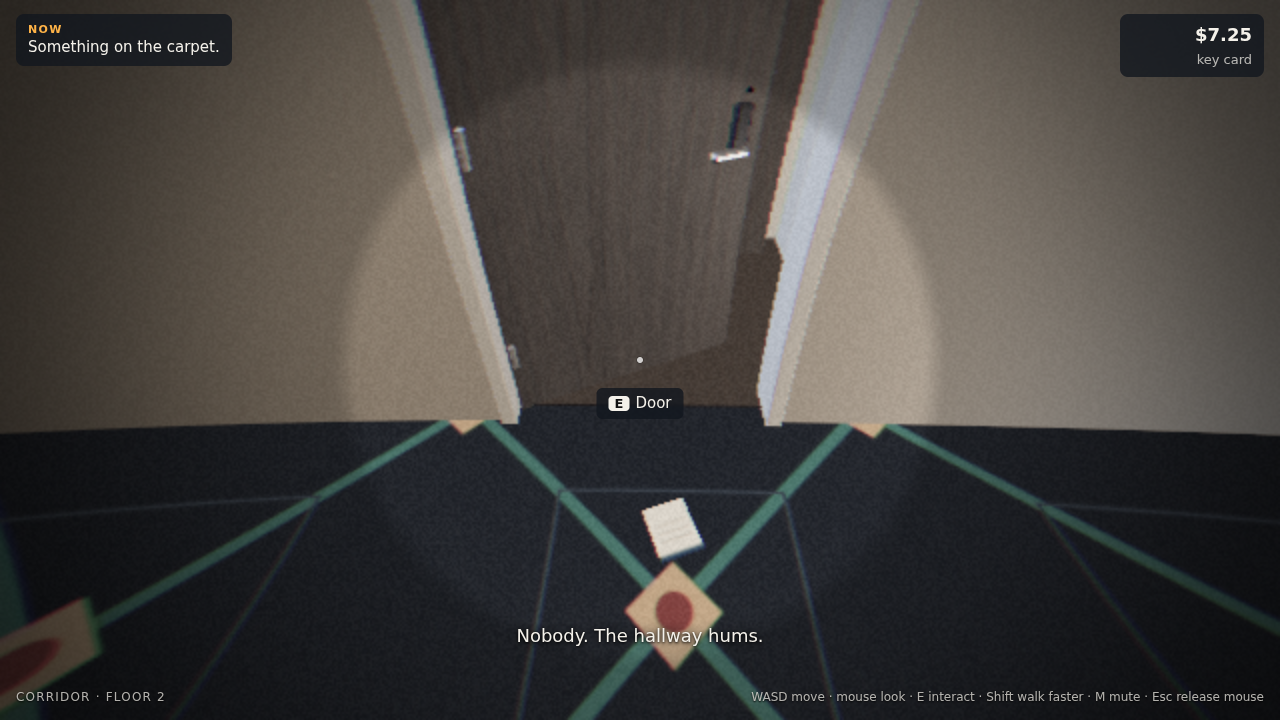 NOW
Something on the carpet.
$7.25
key card
E Door
Nobody. The hallway hums.
CORRIDOR · FLOOR 2
WASD move · mouse look · E interact · Shift walk faster · M mute · Esc release mouse